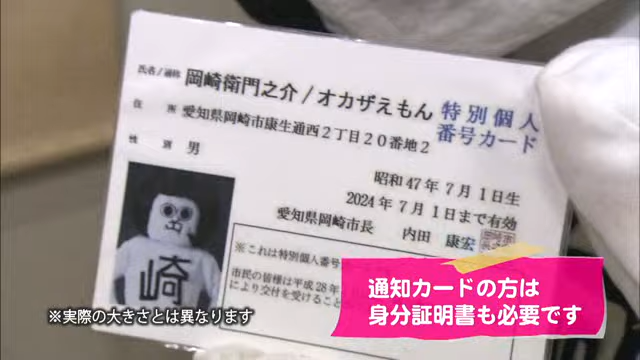 氏名/通称 岡崎衛門之介/オカザえもん
特別個人
番号カード
住所 愛知県岡崎市康生通西2丁目20番地2
性別 男
昭和47年7月1日生
2024年7月1日まで有効
愛知県岡崎市長 内田 康宏
崎
※これは特別個人番号
市民の皆様は平成28年
により交付を受けるこ
通知カードの方は
身分証明書も必要です
※実際の大きさとは異なります